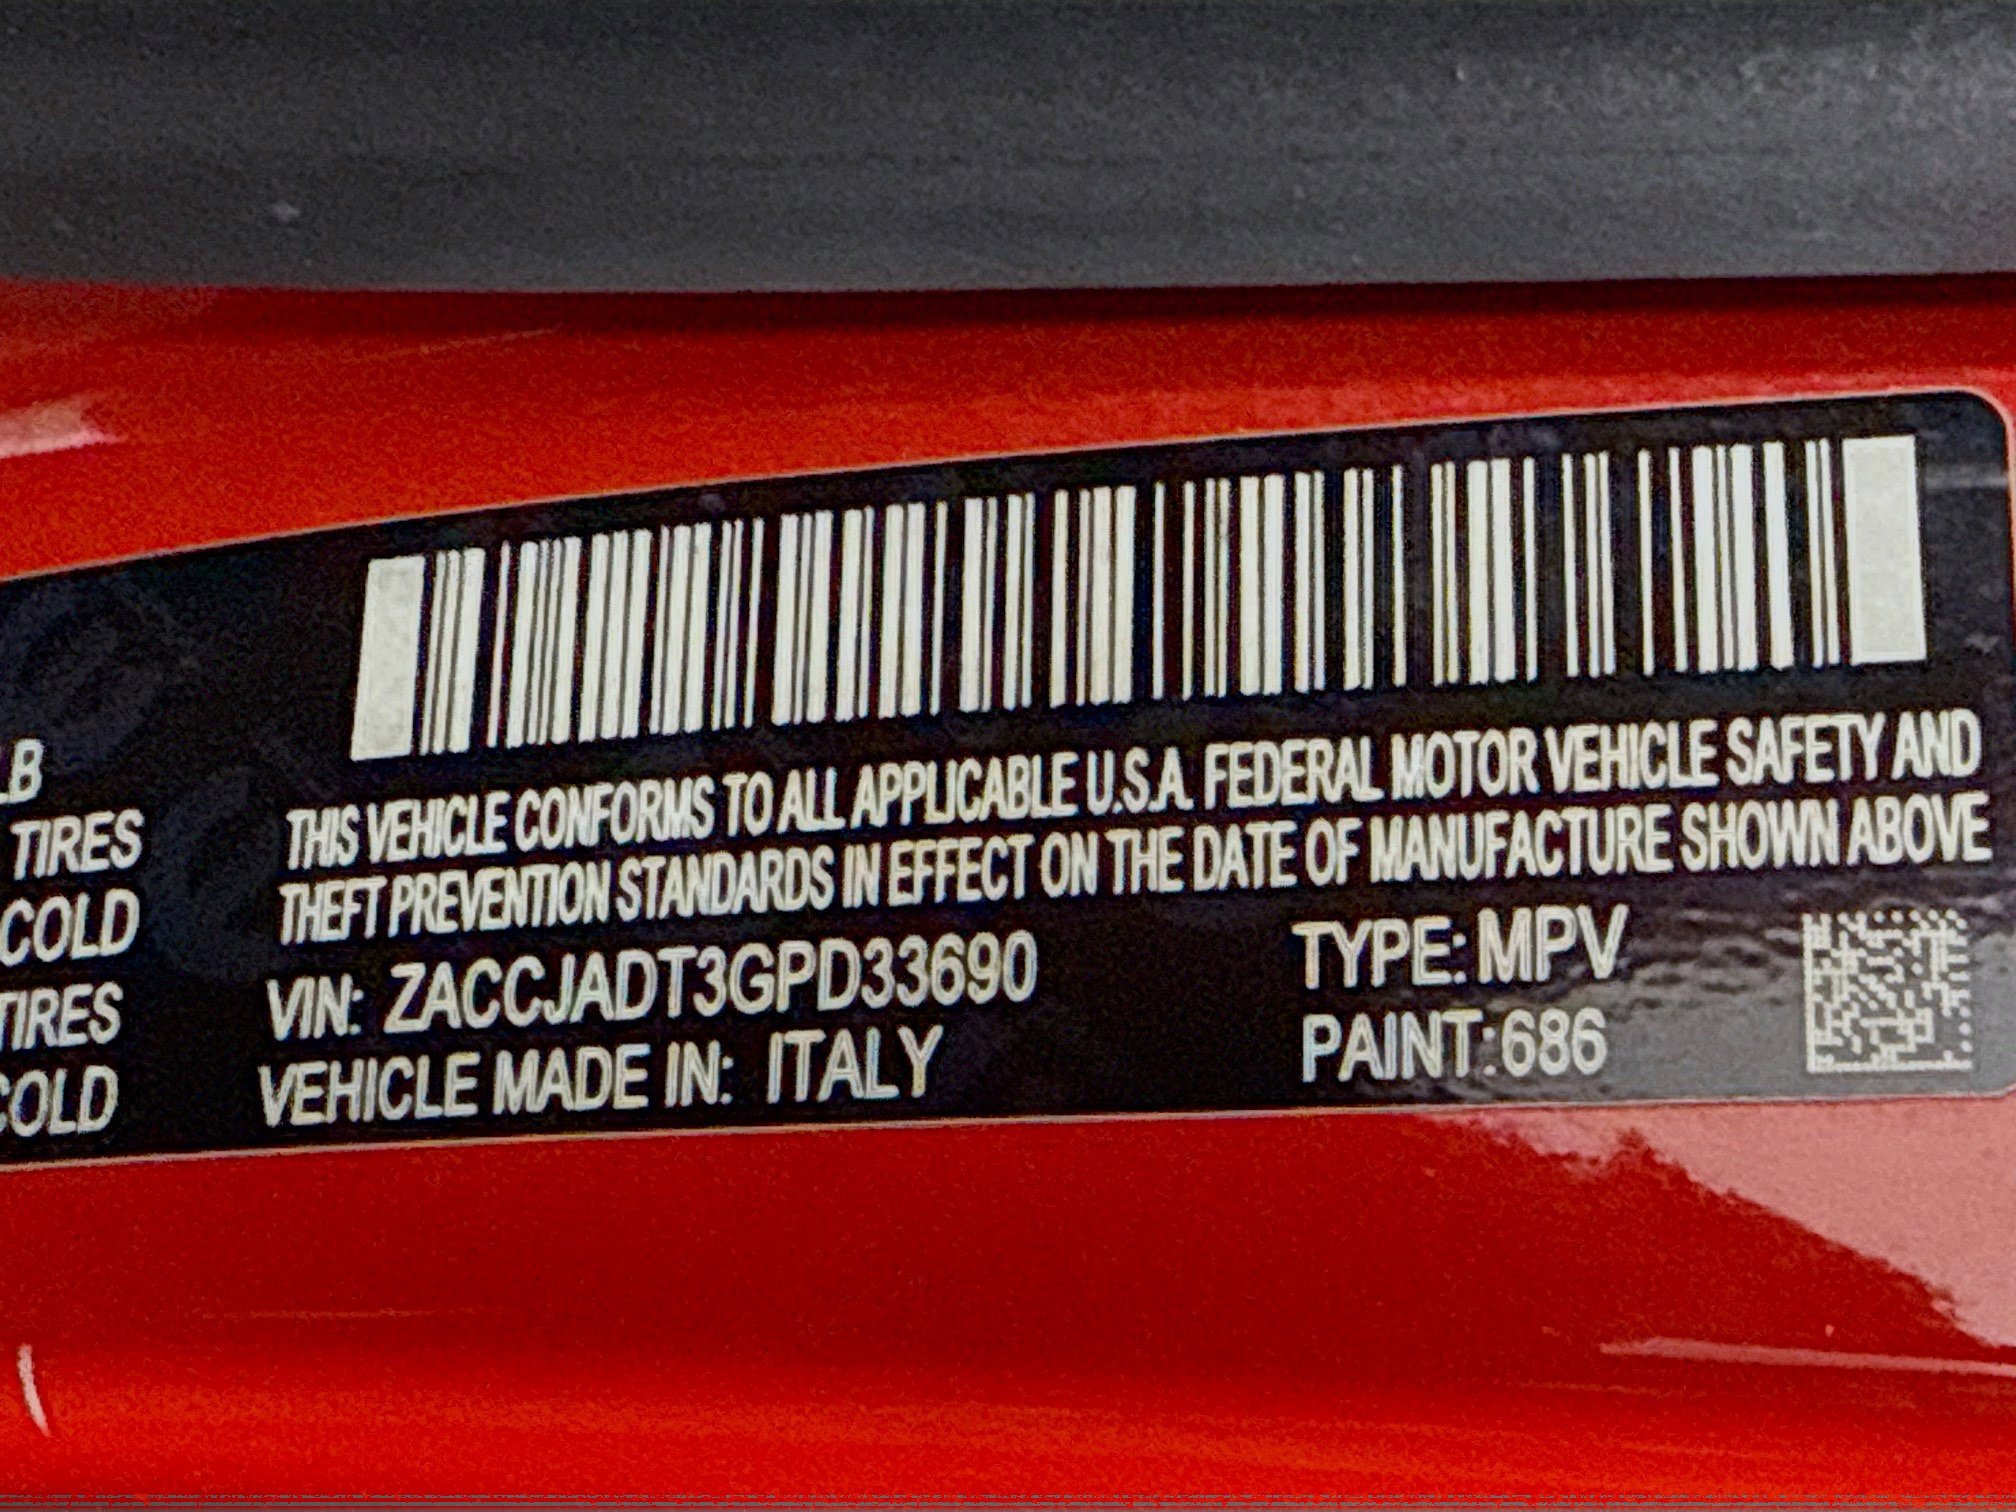 LB
TIRES
COLD
TIRES
COLD
THIS VEHICLE CONFORMS TO ALL APPLICABLE U.S.A. FEDERAL MOTOR VEHICLE SAFETY AND
THEFT PREVENTION STANDARDS IN EFFECT ON THE DATE OF MANUFACTURE SHOWN ABOVE
VIN: ZACCJADT3GPD33690
TYPE: MPV
VEHICLE MADE IN: ITALY
PAINT: 686